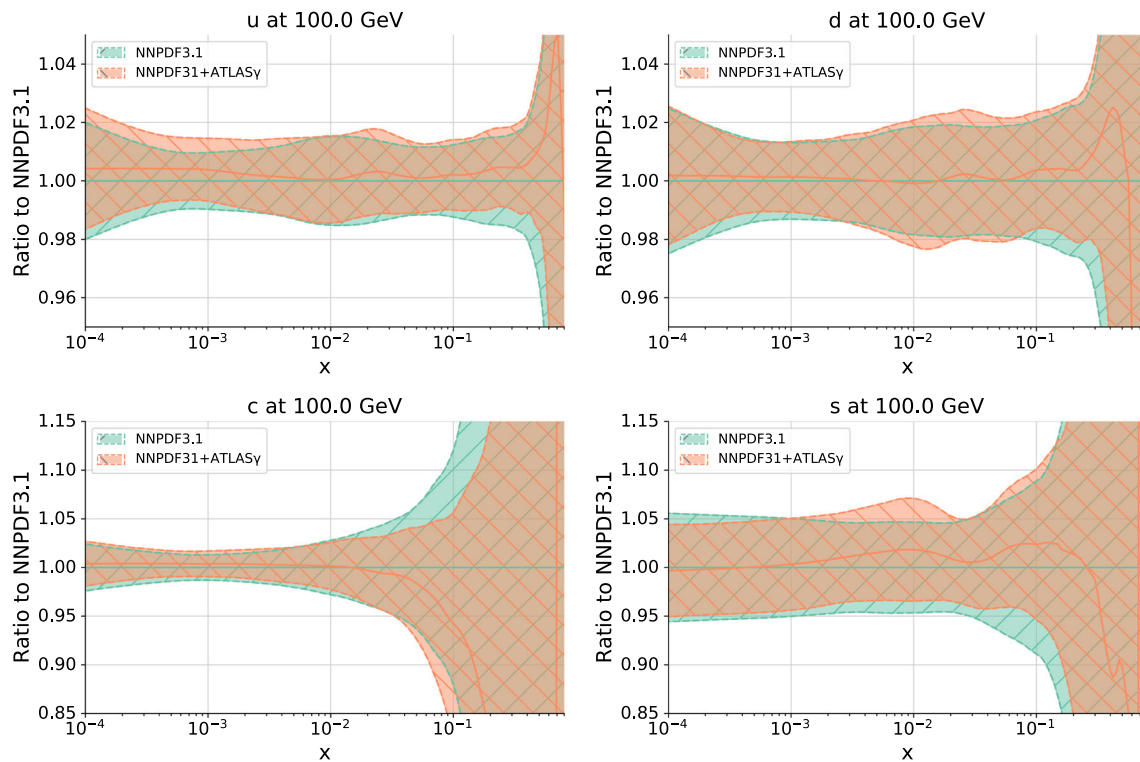 u at 100.0 GeV
NNPDF3.1
NNPDF31+ATLASγ
Ratio to NNPDF3.1
1.04
1.02
1.00
0.98
0.96
10⁻⁴
10⁻³
10⁻²
10⁻¹
x
d at 100.0 GeV
NNPDF3.1
NNPDF31+ATLASγ
Ratio to NNPDF3.1
1.04
1.02
1.00
0.98
0.96
10⁻⁴
10⁻³
10⁻²
10⁻¹
x
c at 100.0 GeV
NNPDF3.1
NNPDF31+ATLASγ
Ratio to NNPDF3.1
1.15
1.10
1.05
1.00
0.95
0.90
0.85
10⁻⁴
10⁻³
10⁻²
10⁻¹
x
s at 100.0 GeV
NNPDF3.1
NNPDF31+ATLASγ
Ratio to NNPDF3.1
1.15
1.10
1.05
1.00
0.95
0.90
0.85
10⁻⁴
10⁻³
10⁻²
10⁻¹
x